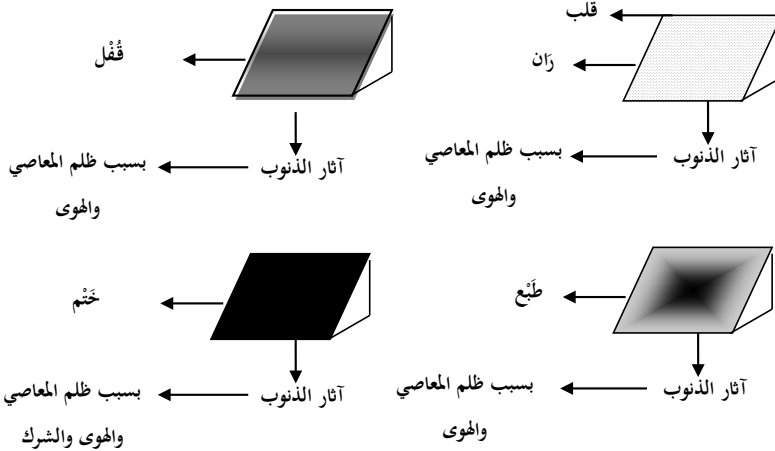 قلب
رَان
آثار الذنوب
بسبب ظلم المعاصي
والهوى
قُفْل
آثار الذنوب
بسبب ظلم المعاصي
والهوى
طَبْع
آثار الذنوب
بسبب ظلم المعاصي
والهوى
خَتْم
آثار الذنوب
بسبب ظلم المعاصي
والهوى والشرك